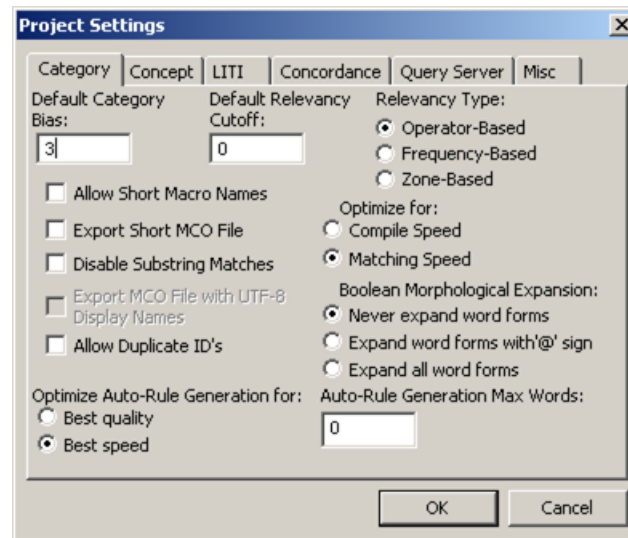 Project Settings
Category Concept LITI Concordance Query Server Misc
Default Category Bias:
3
Default Relevancy Cutoff:
0
Relevancy Type:
Operator-Based
Frequency-Based
Zone-Based
Allow Short Macro Names
Export Short MCO File
Disable Substring Matches
Export MCO File with UTF-8
Display Names
Allow Duplicate ID's
Optimize for:
Compile Speed
Matching Speed
Boolean Morphological Expansion:
Never expand word forms
Expand word forms with'@' sign
Expand all word forms
Optimize Auto-Rule Generation for:
Best quality
Best speed
Auto-Rule Generation Max Words:
0
OK Cancel